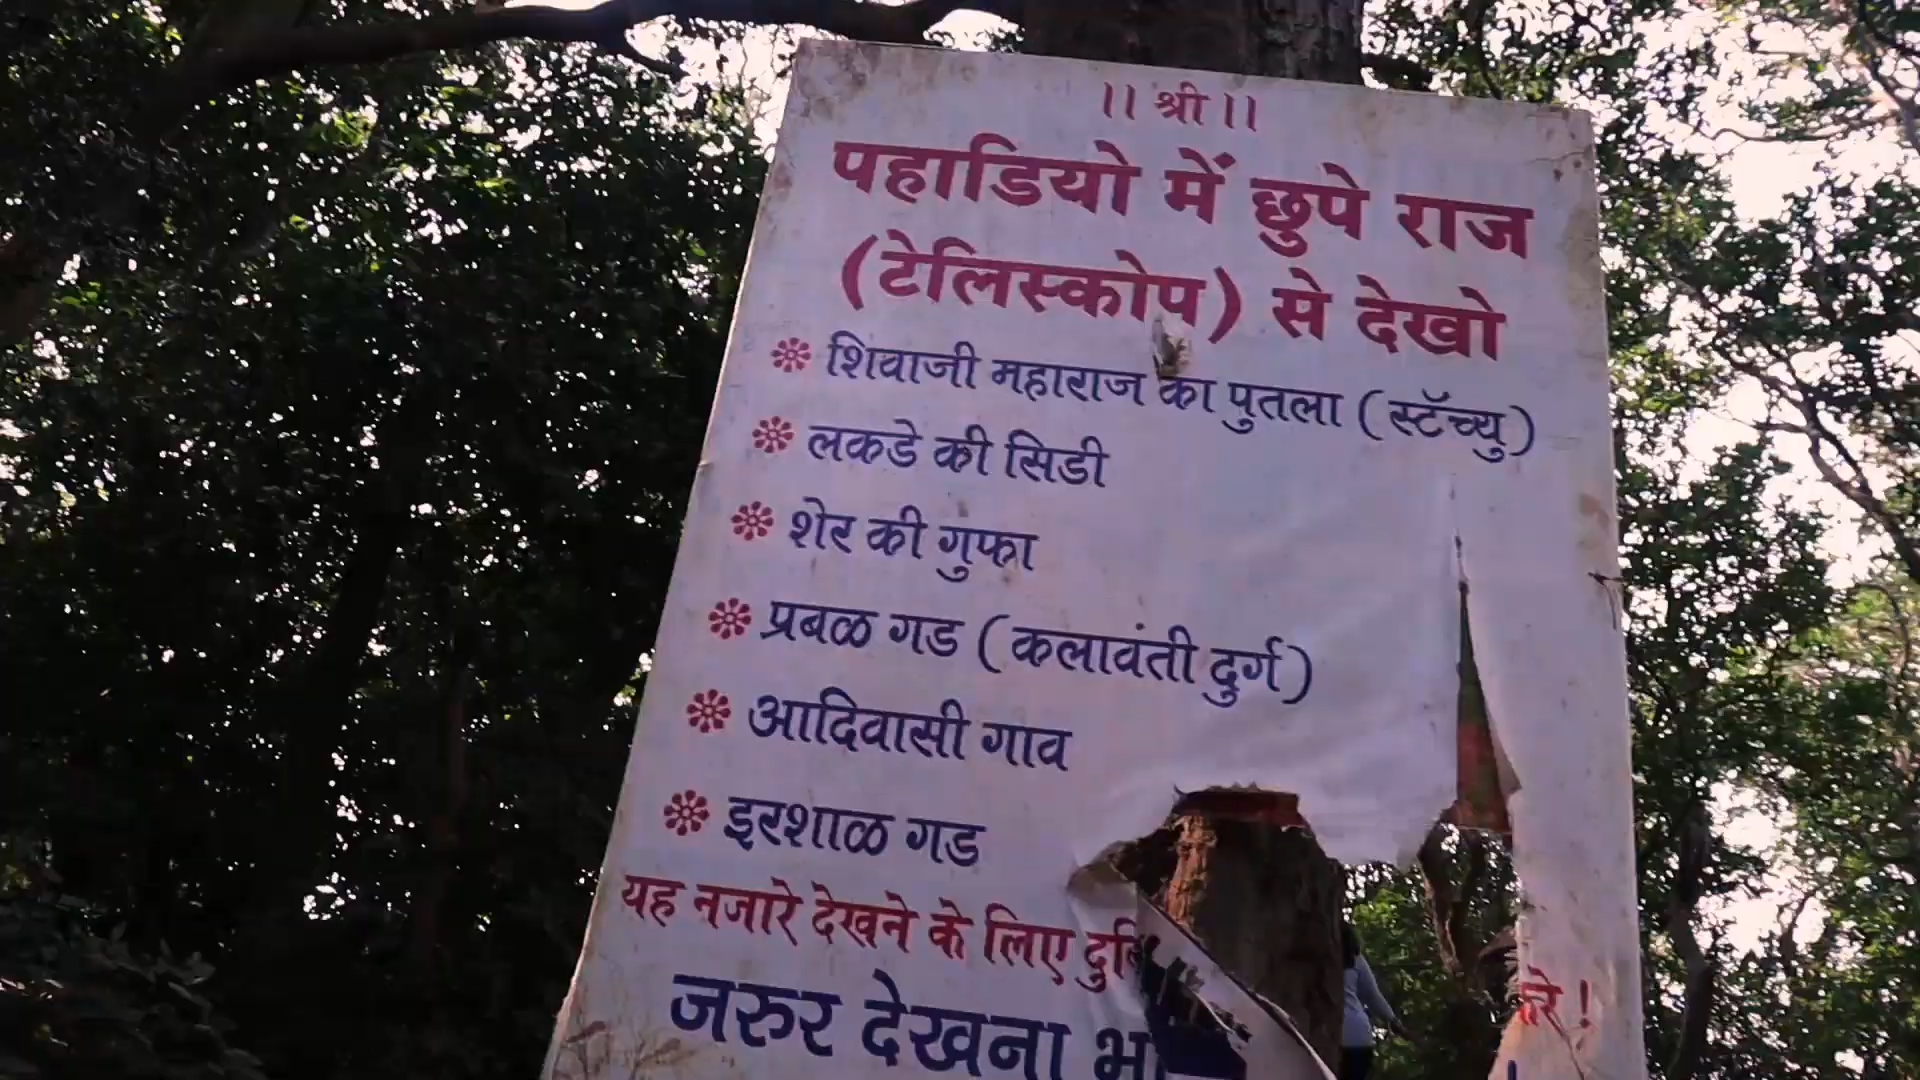 ।। श्री ।।
पहाडियो में छुपे राज
(टेलिस्कोप) से देखो
शिवाजी महाराज का पुतला (स्टॅच्यु)
लकडे की सिडी
शेर की गुफा
प्रबळ गड (कलावंती दुर्ग)
आदिवासी गाव
इरशाळ गड
यह नजारे देखने के लिए
जरुर देखना